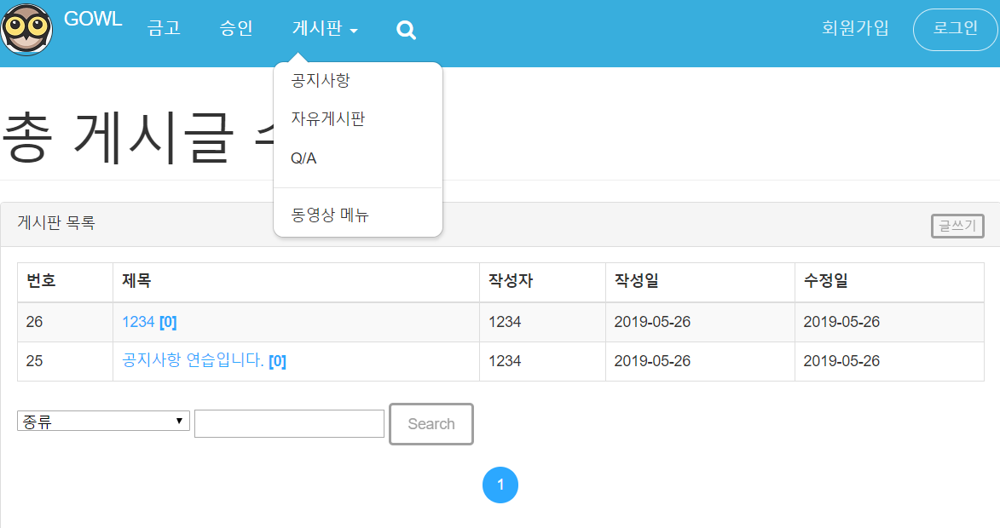 GOWL 금고 승인 게시판 회원가입 로그인
공지사항
자유게시판
Q/A
동영상 메뉴
총 게시글
게시판 목록 글쓰기
번호 제목 작성자 작성일 수정일
26 1234 [0] 1234 2019-05-26 2019-05-26
25 공지사항 연습입니다. [0] 1234 2019-05-26 2019-05-26
종류 Search
1